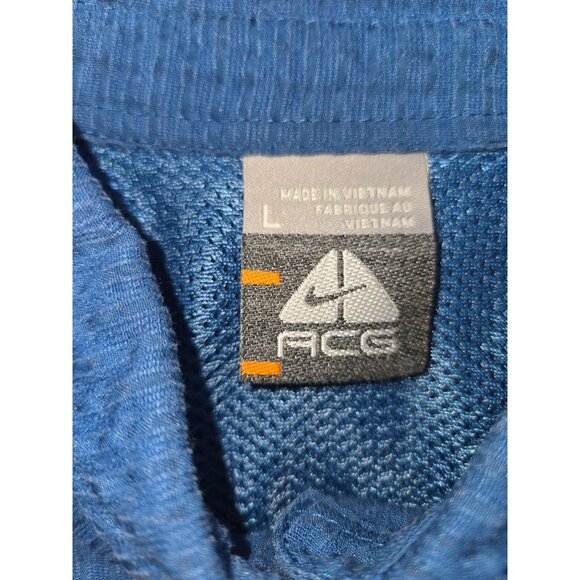 L
MADE IN VIETNAM
FABRIQUE AU
VIETNAM
ACG